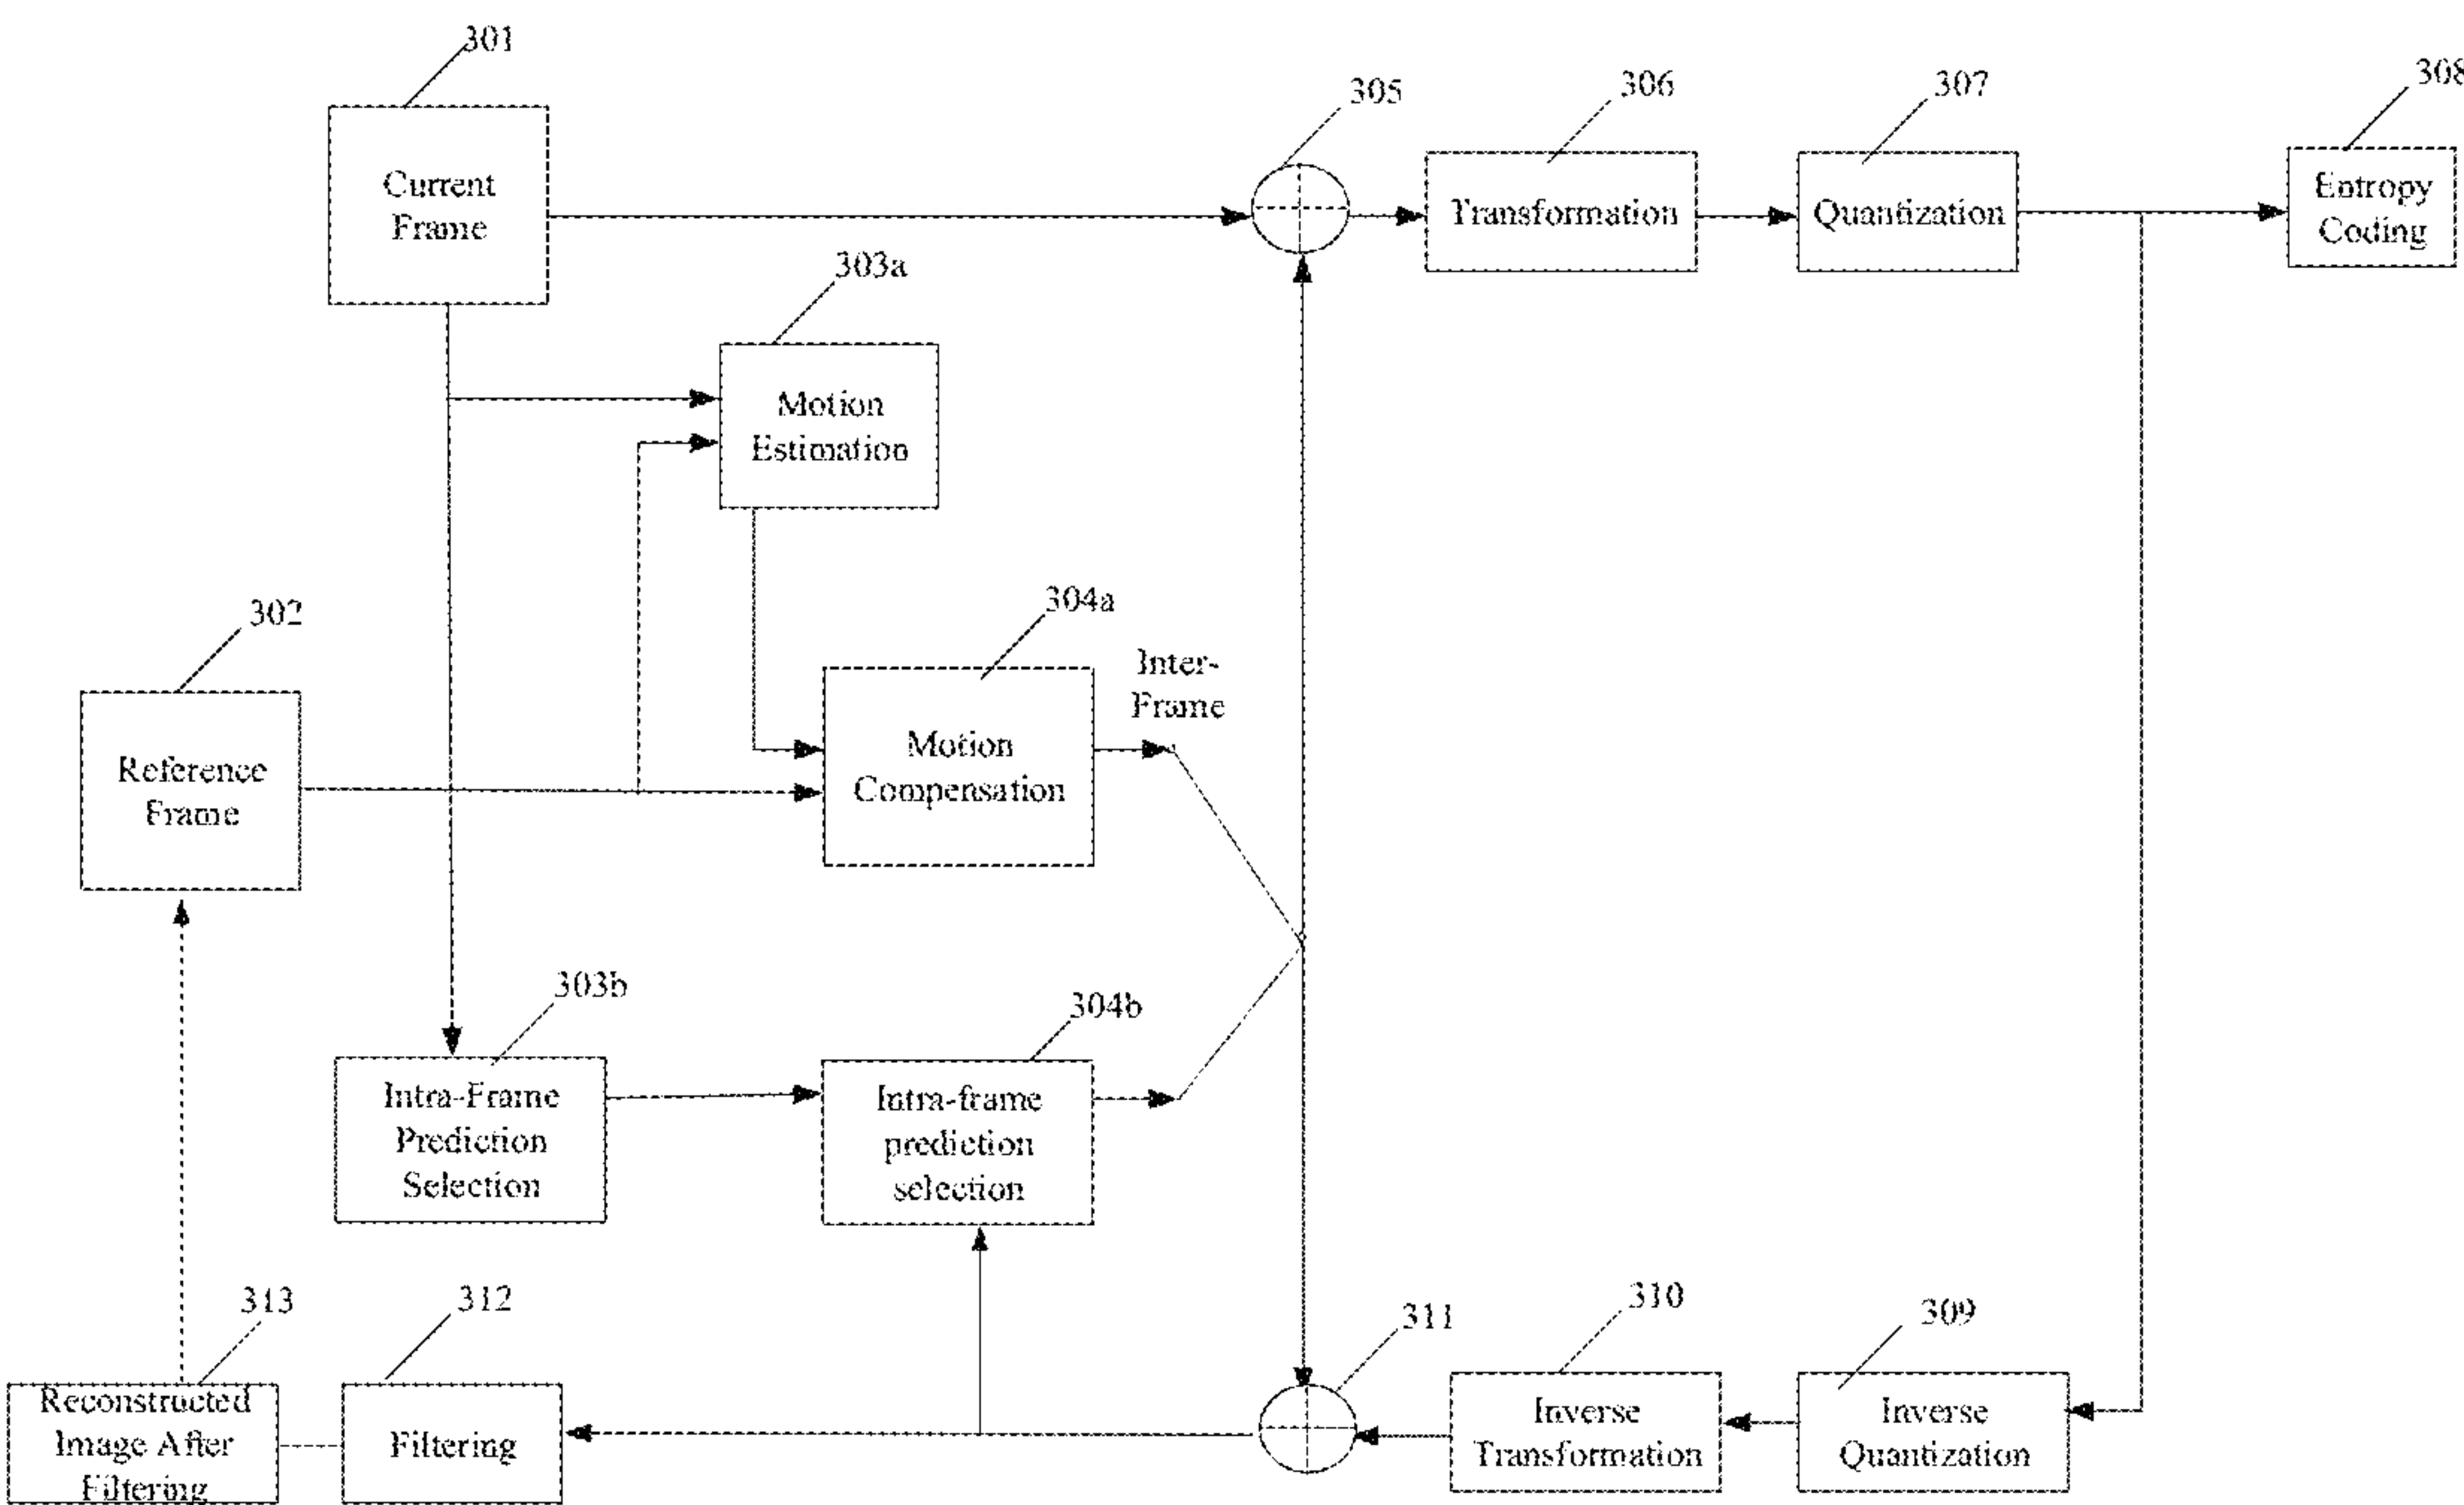 301
305
306
307
308
Current
Frame
Transformation
Quantization
Entropy
Coding
303a
Motion
Estimation
302
304a
Inter-
Frame
Reference
Frame
Motion
Compensation
303b
304b
Intra-Frame
Prediction
Selection
Intra-frame
prediction
selection
313
312
311
310
309
Reconstructed
Image After
Filtering
Filtering
Inverse
Transformation
Inverse
Quantization